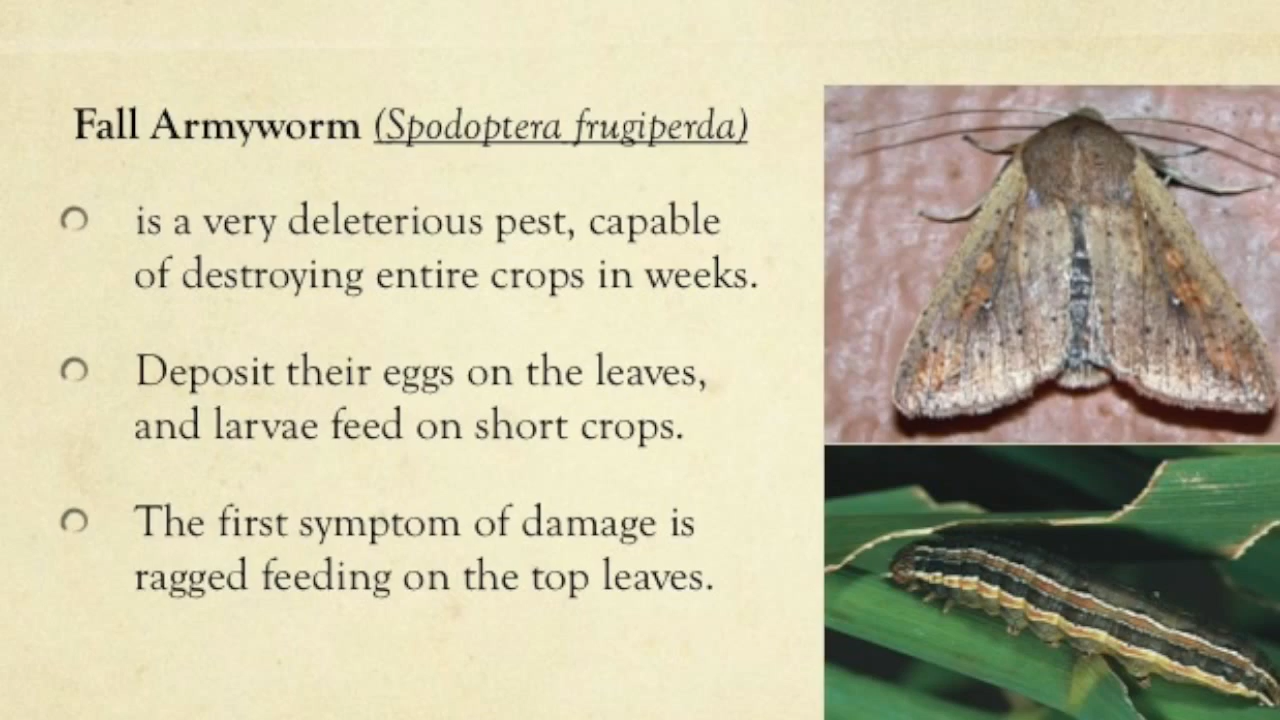 Fall Armyworm (Spodoptera frugiperda)
is a very deleterious pest, capable
of destroying entire crops in weeks.
Deposit their eggs on the leaves,
and larvae feed on short crops.
The first symptom of damage is
ragged feeding on the top leaves.